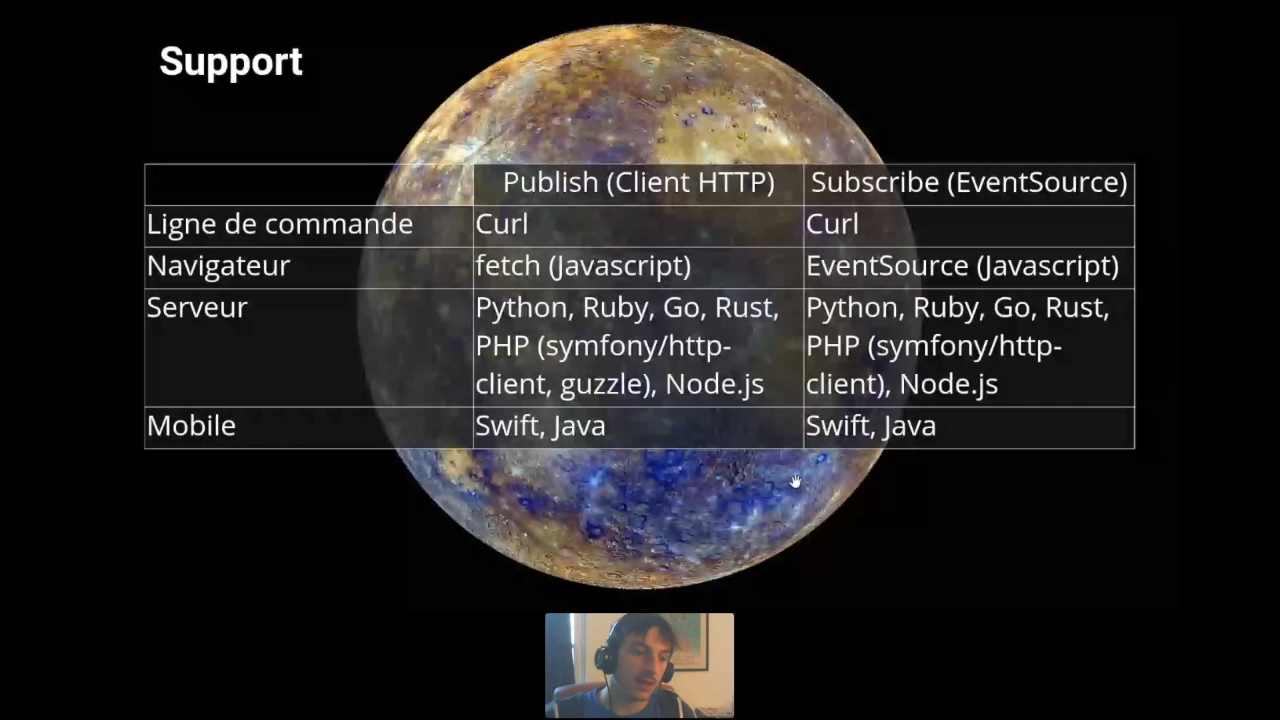 Support
Publish (Client HTTP) Subscribe (EventSource)
Ligne de commande Curl Curl
Navigateur fetch (Javascript) EventSource (Javascript)
Serveur Python, Ruby, Go, Rust, Python, Ruby, Go, Rust,
PHP (symfony/http- PHP (symfony/http-
client, guzzle), Node.js client), Node.js
Mobile Swift, Java Swift, Java